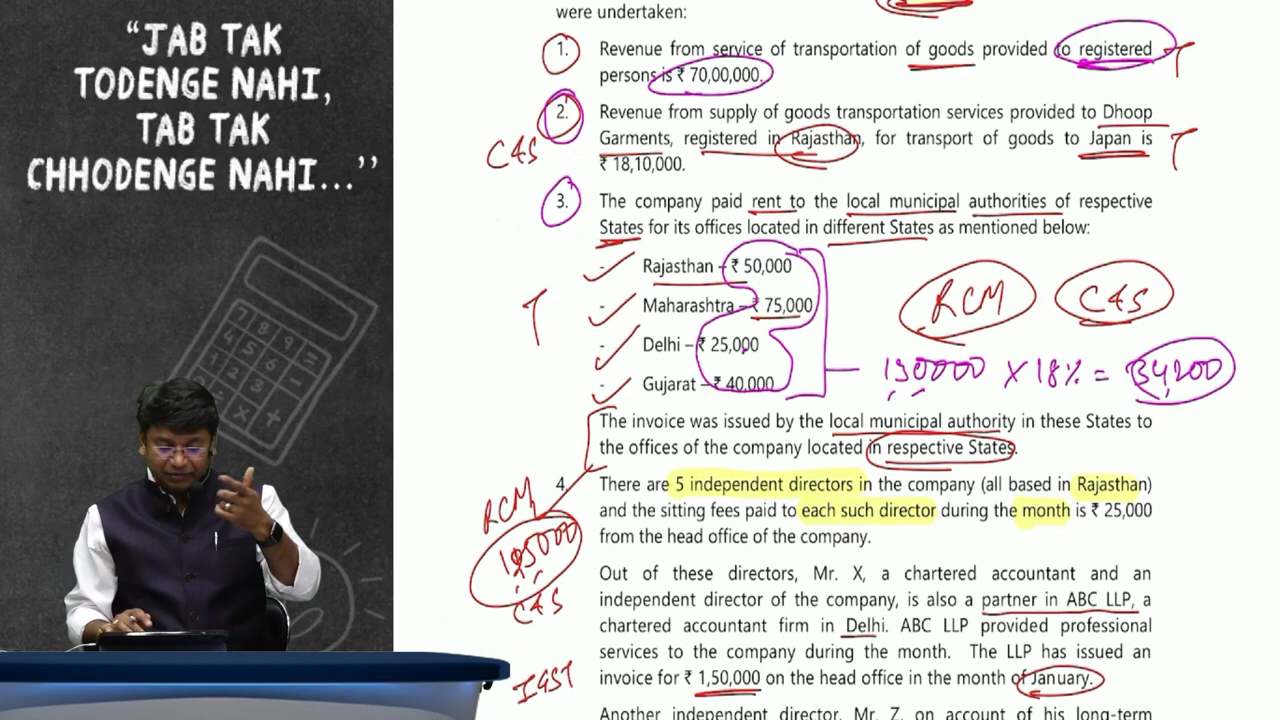 “JAB TAK
TODENGE NAHI,
TAB TAK
CHHODENGE NAHI...’’
were undertaken:
1. Revenue from service of transportation of goods provided to registered T
persons is ₹ 70,00,000.
2. Revenue from supply of goods transportation services provided to Dhoop
Garments, registered in Rajasthan, for transport of goods to Japan is T
C&S
₹ 18,10,000.
3. The company paid rent to the local municipal authorities of respective
States for its offices located in different States as mentioned below:
- Rajasthan – ₹ 50,000
- Maharashtra – ₹ 75,000 RCM C&S
T
- Delhi – ₹ 25,000
- Gujarat – ₹ 40,000 190000 X 18% = 34200
The invoice was issued by the local municipal authority in these States to
the offices of the company located in respective States.
4. There are 5 independent directors in the company (all based in Rajasthan)
and the sitting fees paid to each such director during the month is ₹ 25,000
from the head office of the company.
RCM
125000
C&S
Out of these directors, Mr. X, a chartered accountant and an
independent director of the company, is also a partner in ABC LLP, a
chartered accountant firm in Delhi. ABC LLP provided professional
services to the company during the month. The LLP has issued an
invoice for ₹ 1,50,000 on the head office in the month of January.
IGST
Another independent director, Mr. Z, on account of his long-term